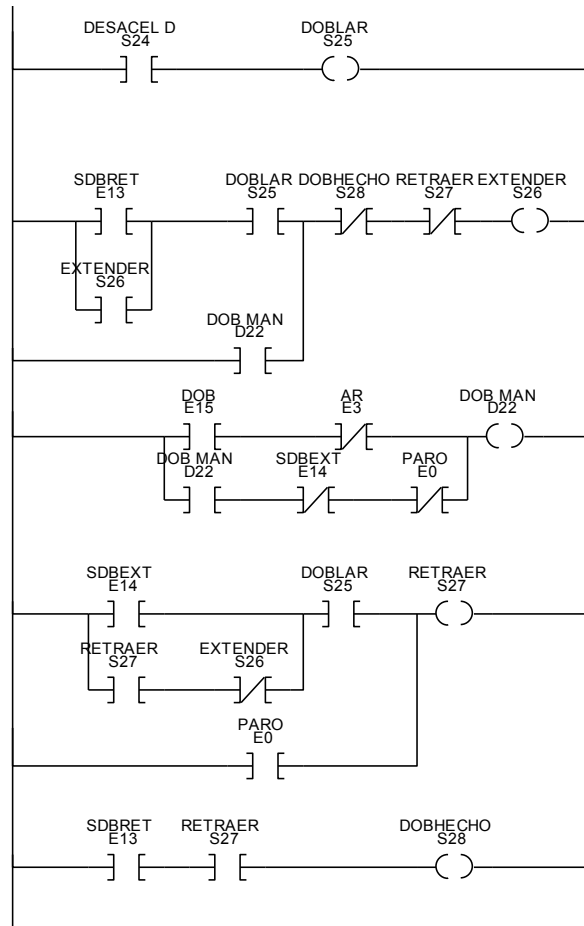 DESACEL D DOBLAR
S24 S25
SDBRET DOBLAR DOBHECHO RETRAER EXTENDER
E13 S25 S28 S27 S26
EXTENDER
S26
DOB MAN
D22
DOB AR DOB MAN
E15 E3 D22
DOB MAN SDBEXT PARO
D22 E14 E0
SDBEXT DOBLAR RETRAER
E14 S25 S27
RETRAER EXTENDER
S27 S26
PARO
E0
SDBRET RETRAER DOBHECHO
E13 S27 S28